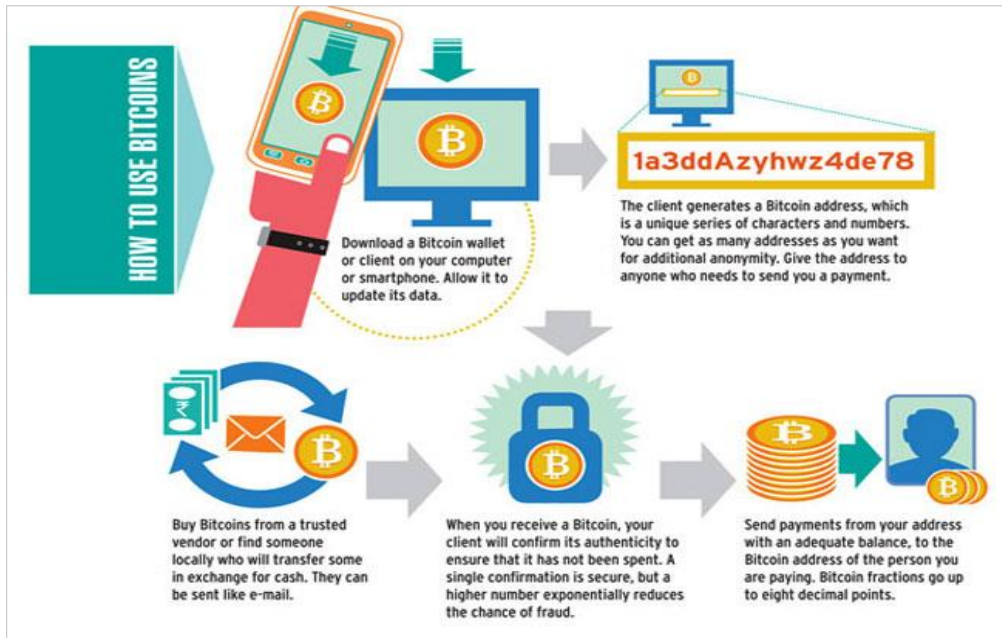 HOW TO USE BITCOINS
Download a Bitcoin wallet
or client on your computer
or smartphone. Allow it to
update its data.
1a3ddAzyhwz4de78
The client generates a Bitcoin address, which
is a unique series of characters and numbers.
You can get as many addresses as you want
for additional anonymity. Give the address to
anyone who needs to send you a payment.
₹
Buy Bitcoins from a trusted
vendor or find someone
locally who will transfer some
in exchange for cash. They can
be sent like e-mail.
When you receive a Bitcoin, your
client will confirm its authenticity to
ensure that it has not been spent. A
single confirmation is secure, but a
higher number exponentially reduces
the chance of fraud.
Send payments from your address
with an adequate balance, to the
Bitcoin address of the person you
are paying. Bitcoin fractions go up
to eight decimal points.